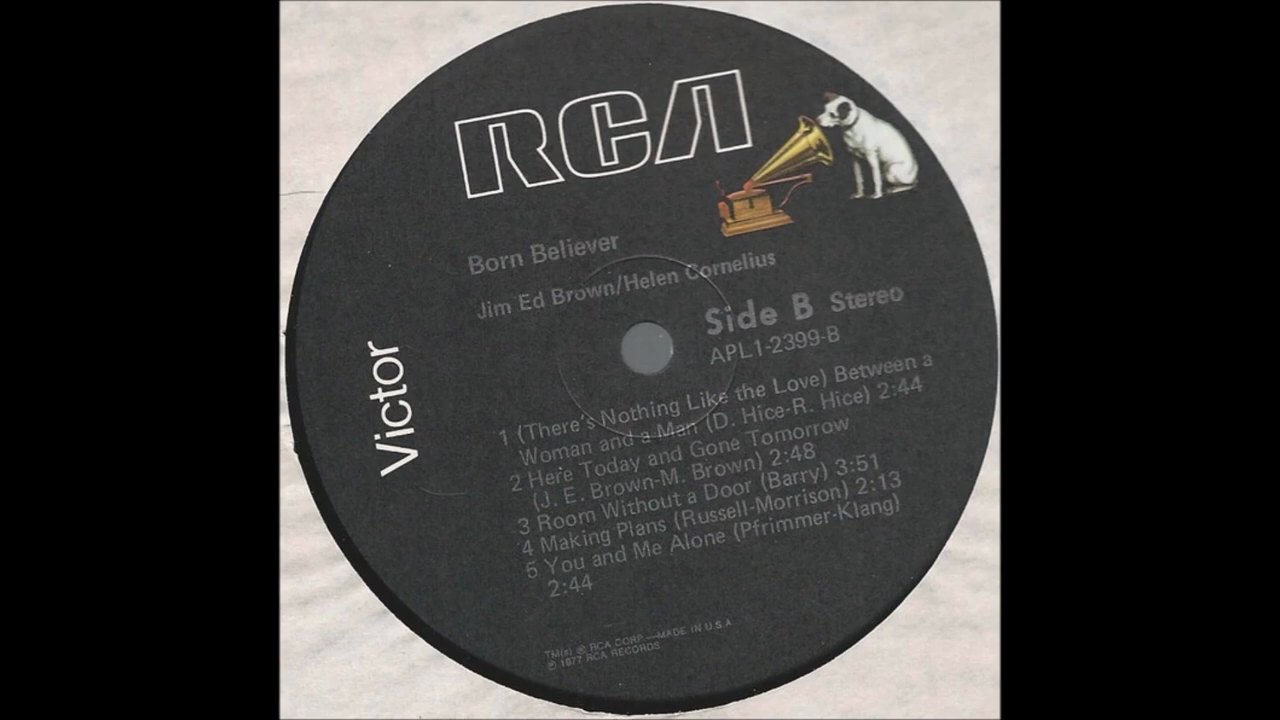 RCA
Born Believer
Jim Ed Brown/Helen Cornelius
Side B Stereo
APL1-2399-B
Victor
1 (There's Nothing Like the Love) Between a
Woman and a Man (D. Hice-R. Hice) 2:44
2 Here Today and Gone Tomorrow
(J. E. Brown-M. Brown) 2:48
3 Room Without a Door (Barry) 3:51
4 Making Plans (Russell-Morrison) 2:13
5 You and Me Alone (Pfrimmer-Klang)
2:44
TM(s) ® RCA CORP.—MADE IN U.S.A
℗ 1977 RCA RECORDS